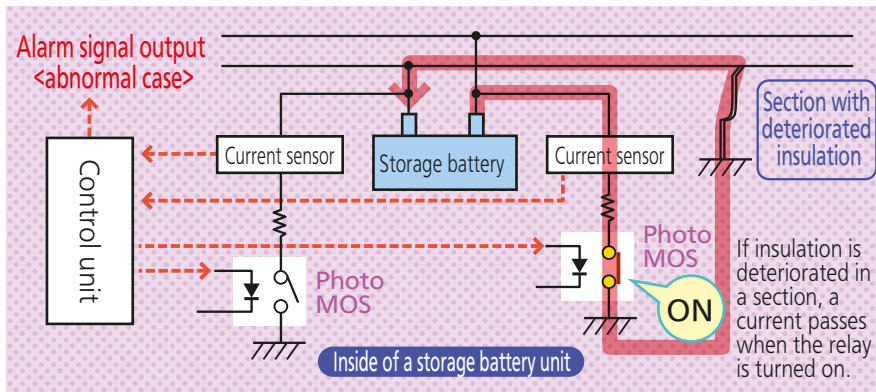 Alarm signal output
<abnormal case>
Control unit
Current sensor
Storage battery
Current sensor
Section with
deteriorated
insulation
Photo
MOS
Photo
MOS
ON
If insulation is
deteriorated in
a section, a
current passes
when the relay
is turned on.
Inside of a storage battery unit